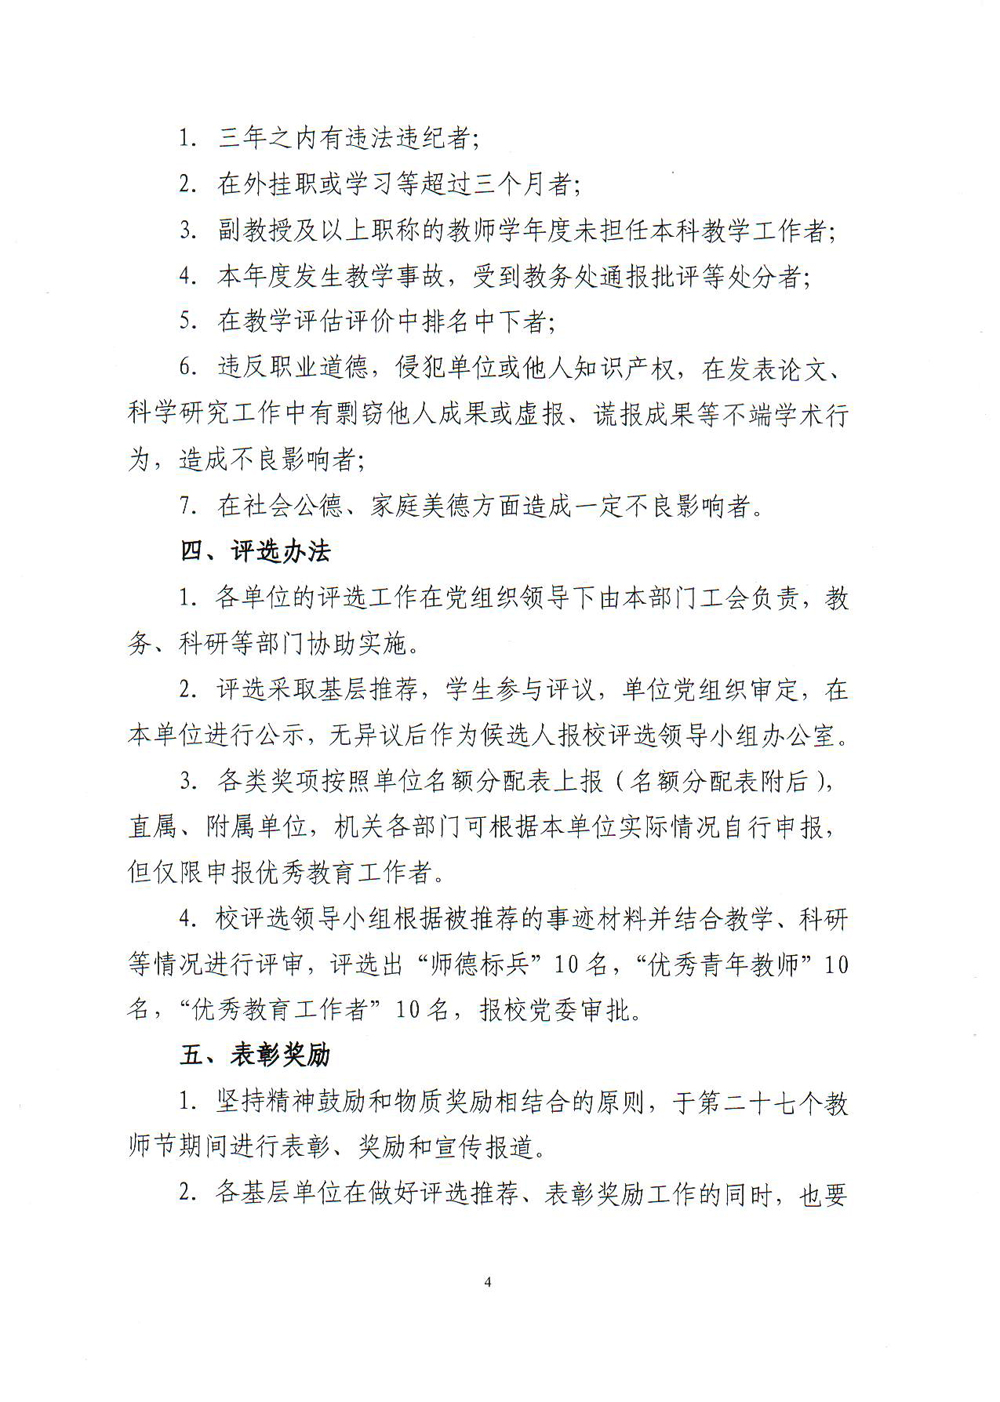 1. 三年之内有违法违纪者；
2. 在外挂职或学习等超过三个月者；
3. 副教授及以上职称的教师学年度未担任本科教学工作者；
4. 本年度发生教学事故，受到教务处通报批评等处分者；
5. 在教学评估评价中排名中下者；
6. 违反职业道德，侵犯单位或他人知识产权，在发表论文、
科学研究工作中有剽窃他人成果或虚报、谎报成果等不端学术行
为，造成不良影响者；
7. 在社会公德、家庭美德方面造成一定不良影响者。
四、评选办法
1. 各单位的评选工作在党组织领导下由本部门工会负责，教
务、科研等部门协助实施。
2. 评选采取基层推荐，学生参与评议，单位党组织审定，在
本单位进行公示，无异议后作为候选人报校评选领导小组办公室。
3. 各类奖项按照单位名额分配表上报（名额分配表附后），
直属、附属单位，机关各部门可根据本单位实际情况自行申报，
但仅限申报优秀教育工作者。
4. 校评选领导小组根据被推荐的事迹材料并结合教学、科研
等情况进行评审，评选出“师德标兵”10名，“优秀青年教师”10
名，“优秀教育工作者”10名，报校党委审批。
五、表彰奖励
1. 坚持精神鼓励和物质奖励相结合的原则，于第二十七个教
师节期间进行表彰、奖励和宣传报道。
2. 各基层单位在做好评选推荐、表彰奖励工作的同时，也要
4